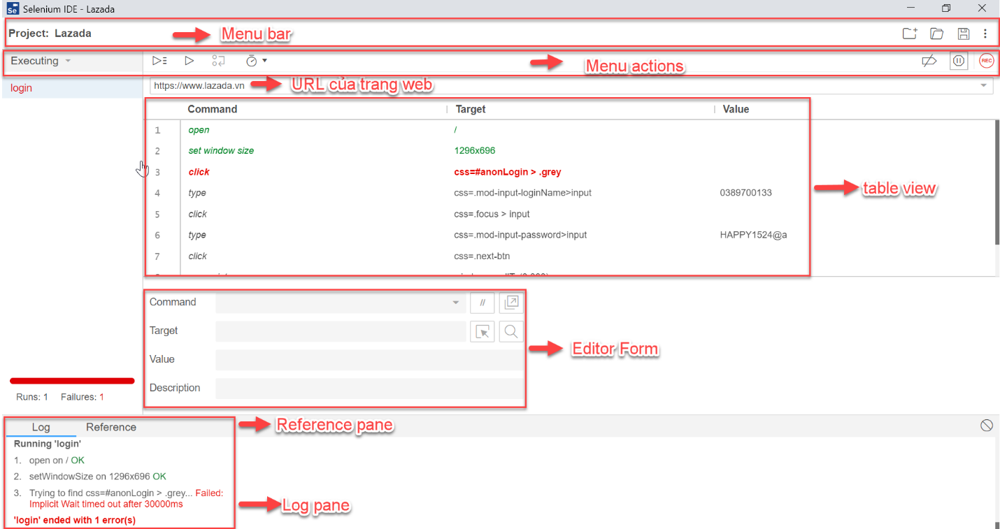 Selenium IDE - Lazada
Project: Lazada
Menu bar
Executing
Menu actions
REC
login
https://www.lazada.vn
URL của trang web
Command Target Value
1 open /
2 set window size 1296x696
3 click css=#anonLogin > .grey
4 type css=.mod-input-loginName>input 0389700133
5 click css=.focus > input
6 type css=.mod-input-password>input HAPPY1524@a
7 click css=.next-btn
table view
Command //
Target
Value
Description
Editor Form
Runs: 1 Failures: 1
Log Reference
Reference pane
Running 'login'
1. open on / OK
2. setWindowSize on 1296x696 OK
3. Trying to find css=#anonLogin > .grey... Failed:
Implicit Wait timed out after 30000ms
'login' ended with 1 error(s)
Log pane